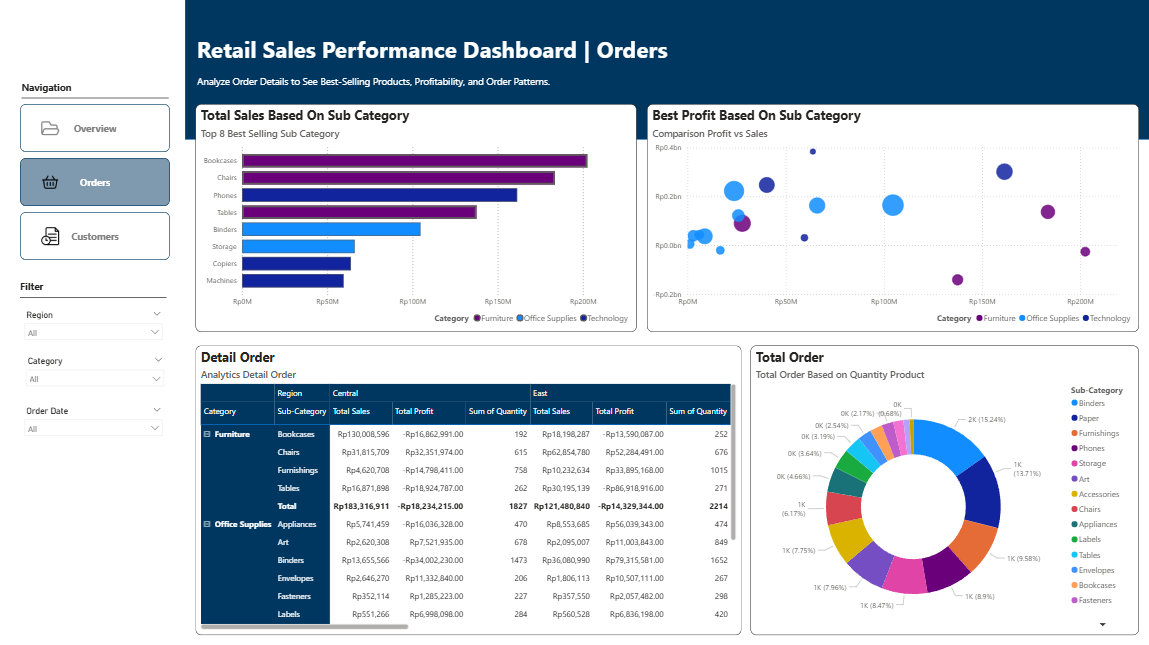 Retail Sales Performance Dashboard | Orders
Analyze Order Details to See Best-Selling Products, Profitability, and Order Patterns.
Navigation
Overview
Orders
Customers
Filter
Region
All
Category
All
Order Date
All
Total Sales Based On Sub Category
Top 8 Best Selling Sub Category
Bookcases
Chairs
Phones
Tables
Binders
Storage
Copiers
Machines
Rp0M Rp50M Rp100M Rp150M Rp200M
Category Furniture Office Supplies Technology
Best Profit Based On Sub Category
Comparison Profit vs Sales
Rp0.4bn
Rp0.2bn
Rp0.0bn
Rp0.2bn
Rp0M Rp50M Rp100M Rp150M Rp200M
Category Furniture Office Supplies Technology
Detail Order
Analytics Detail Order
Region Central East
Category Sub-Category Total Sales Total Profit Sum of Quantity Total Sales Total Profit Sum of Quantity
Furniture Bookcases Rp130,008,596 -Rp16,862,991.00 192 Rp18,198,287 -Rp13,590,087.00 252
Chairs Rp31,815,709 Rp32,351,974.00 615 Rp62,854,780 Rp52,284,491.00 676
Furnishings Rp4,620,708 -Rp14,798,411.00 758 Rp10,232,634 Rp33,895,168.00 1015
Tables Rp16,871,898 -Rp18,924,787.00 262 Rp30,195,139 -Rp86,918,916.00 271
Total Rp183,316,911 -Rp18,234,215.00 1827 Rp121,480,840 -Rp14,329,344.00 2214
Office Supplies Appliances Rp5,741,459 -Rp16,036,328.00 470 Rp8,553,685 Rp56,039,343.00 474
Art Rp2,620,308 Rp7,521,935.00 678 Rp2,095,007 Rp11,003,843.00 849
Binders Rp13,655,566 -Rp34,002,230.00 1473 Rp36,080,990 Rp79,315,581.00 1652
Envelopes Rp2,646,270 Rp11,332,840.00 206 Rp1,806,113 Rp10,507,111.00 267
Fasteners Rp352,114 Rp1,285,223.00 227 Rp357,550 Rp2,057,482.00 298
Labels Rp551,266 Rp6,998,098.00 284 Rp560,528 Rp6,836,198.00 420
Total Order
Total Order Based on Quantity Product
2K (15.24%)
1K
(13.71%)
1K (9.58%)
1K (8.9%)
1K (8.47%)
1K (7.96%)
1K (7.75%)
1K
(6.17%)
0K (4.66%)
0K (3.64%)
0K (3.19%)
0K (2.54%)
0K (2.17%)
(0.68%)
0K
Sub-Category
Binders
Paper
Furnishings
Phones
Storage
Art
Accessories
Chairs
Appliances
Labels
Tables
Envelopes
Bookcases
Fasteners